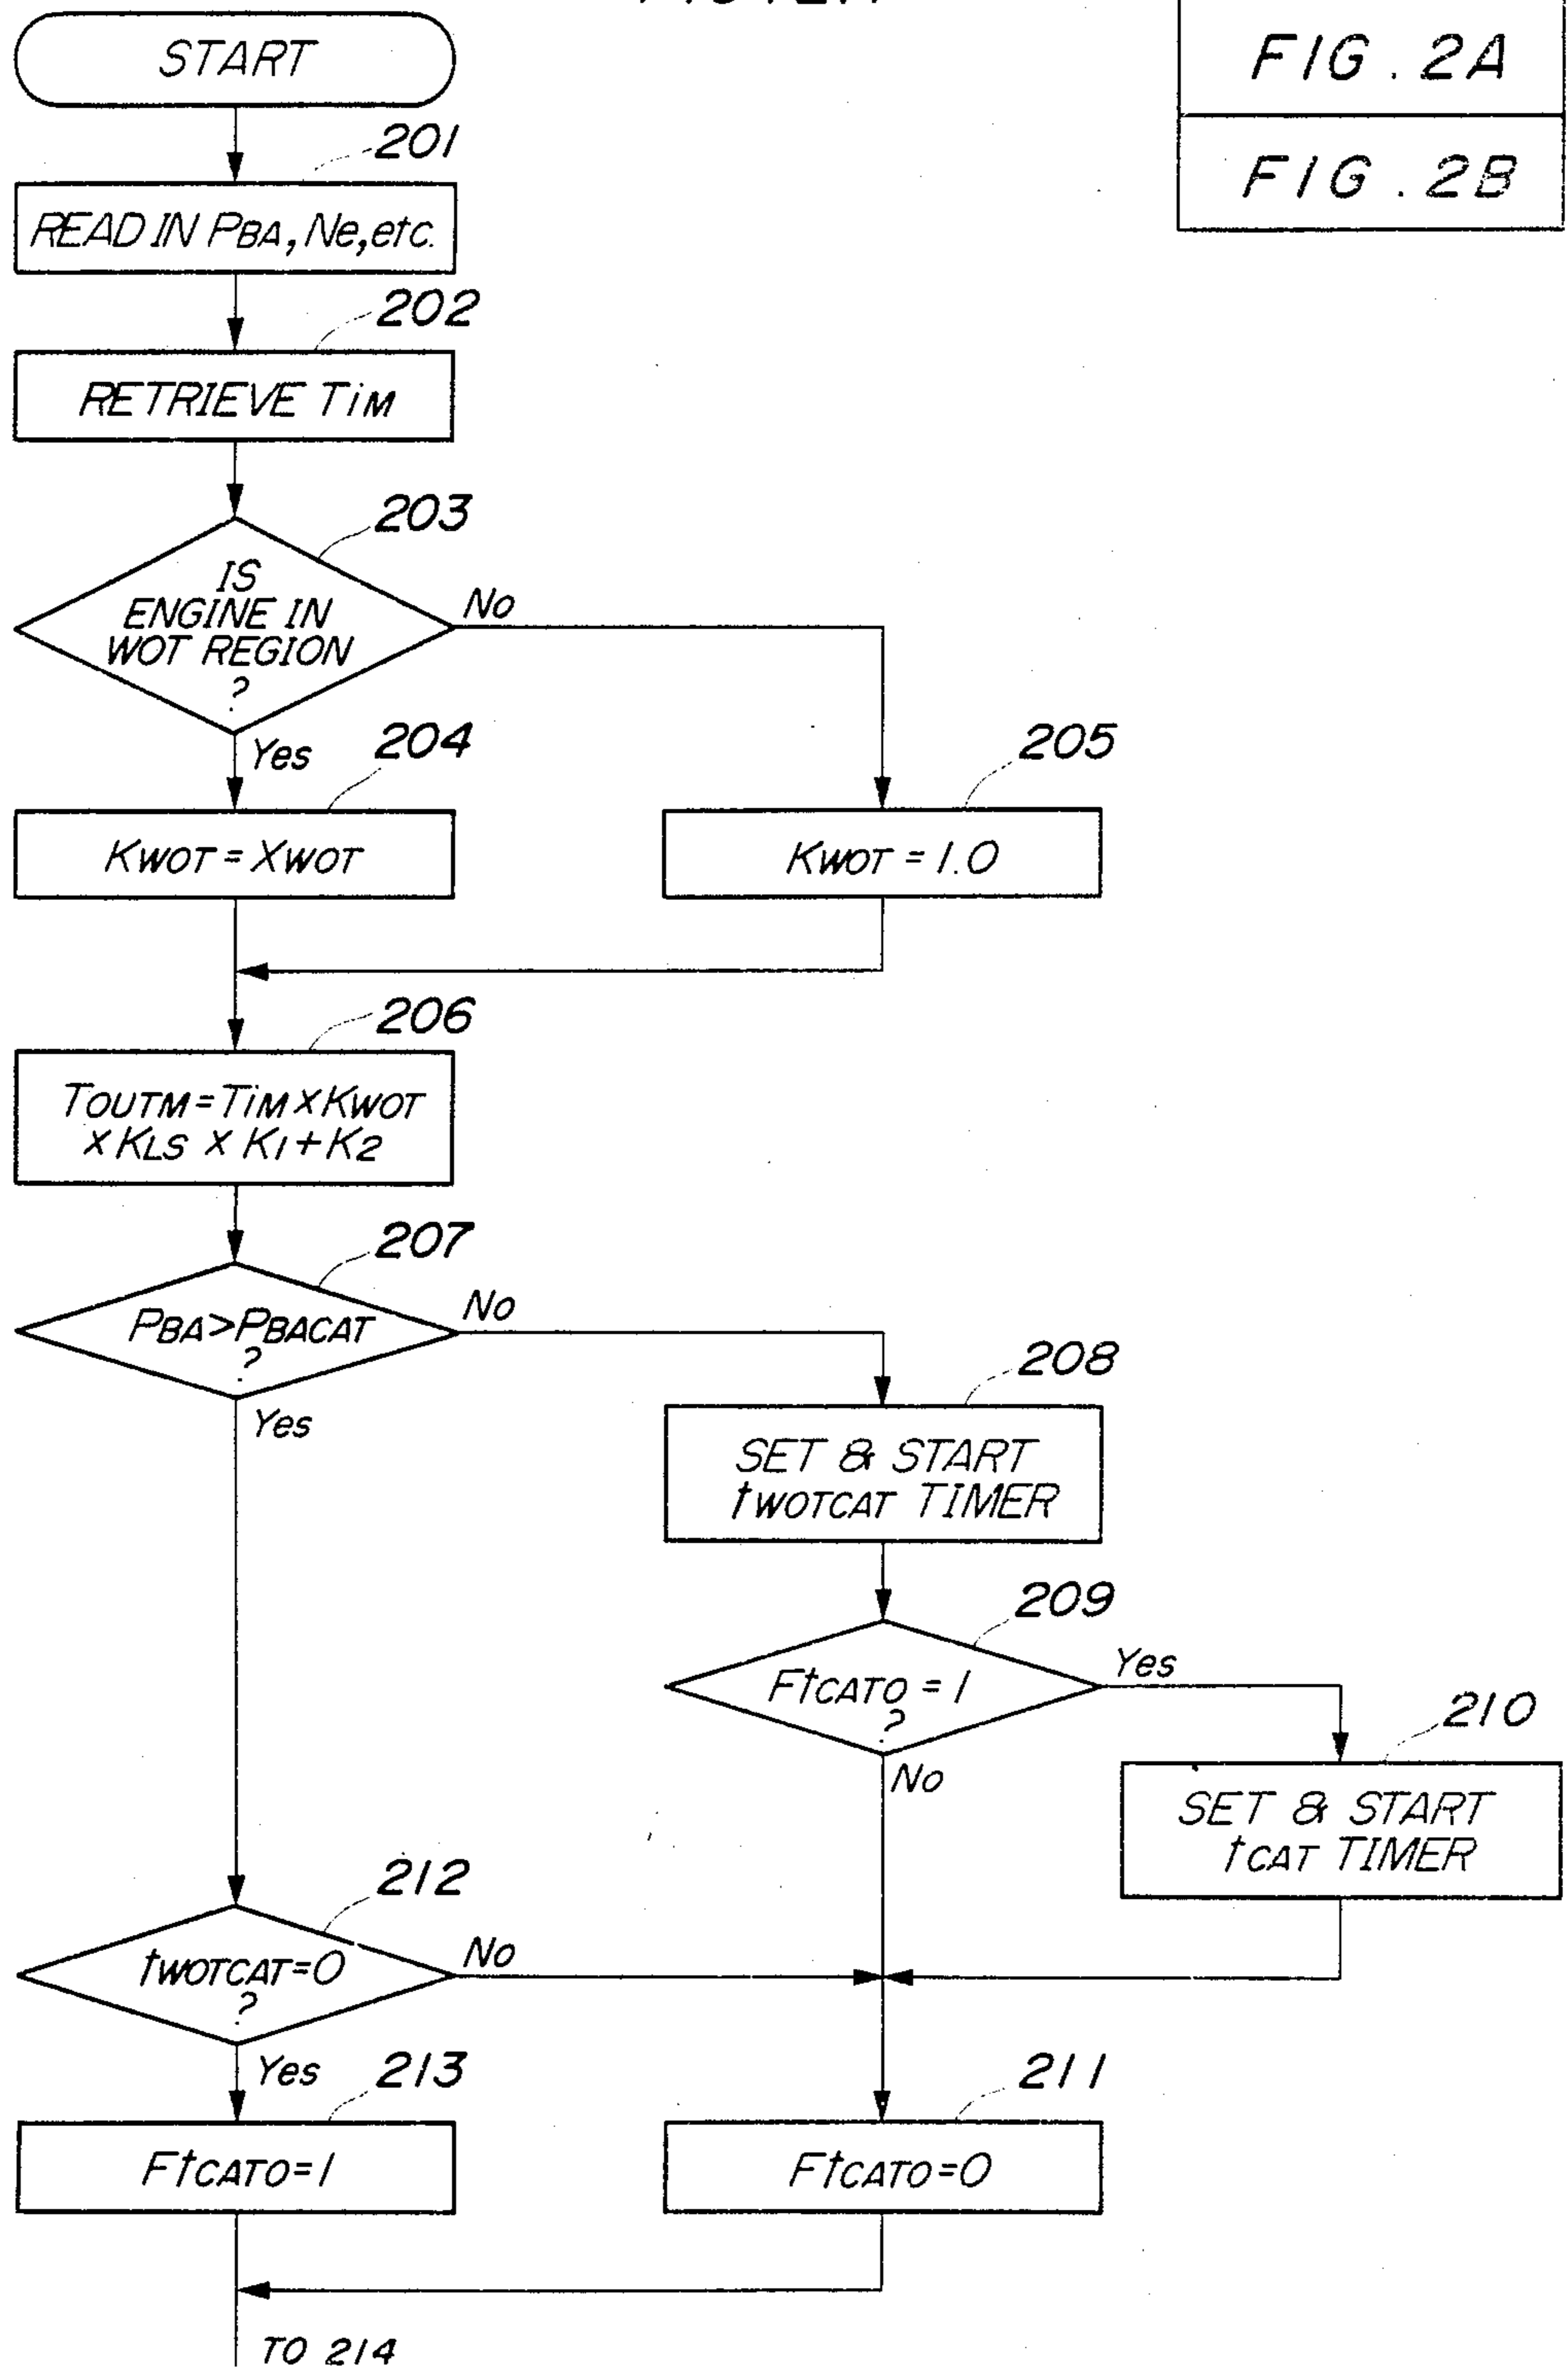 FIG. 2A
FIG. 2B
START
201
READ IN PBA, Ne, etc.
202
RETRIEVE TiM
203
IS
ENGINE IN
WOT REGION
?
No
Yes
204
KWOT = XWOT
205
KWOT = 1.0
206
TOUTM = TiM x KWOT
x KLS x K1 + K2
207
PBA > PBACAT
?
No
Yes
208
SET & START
tWOTCAT TIMER
209
FtCATO = 1
?
Yes
No
210
SET & START
tCAT TIMER
212
tWOTCAT = 0
?
No
Yes
213
FtCATO = 1
211
FtCATO = 0
TO 214